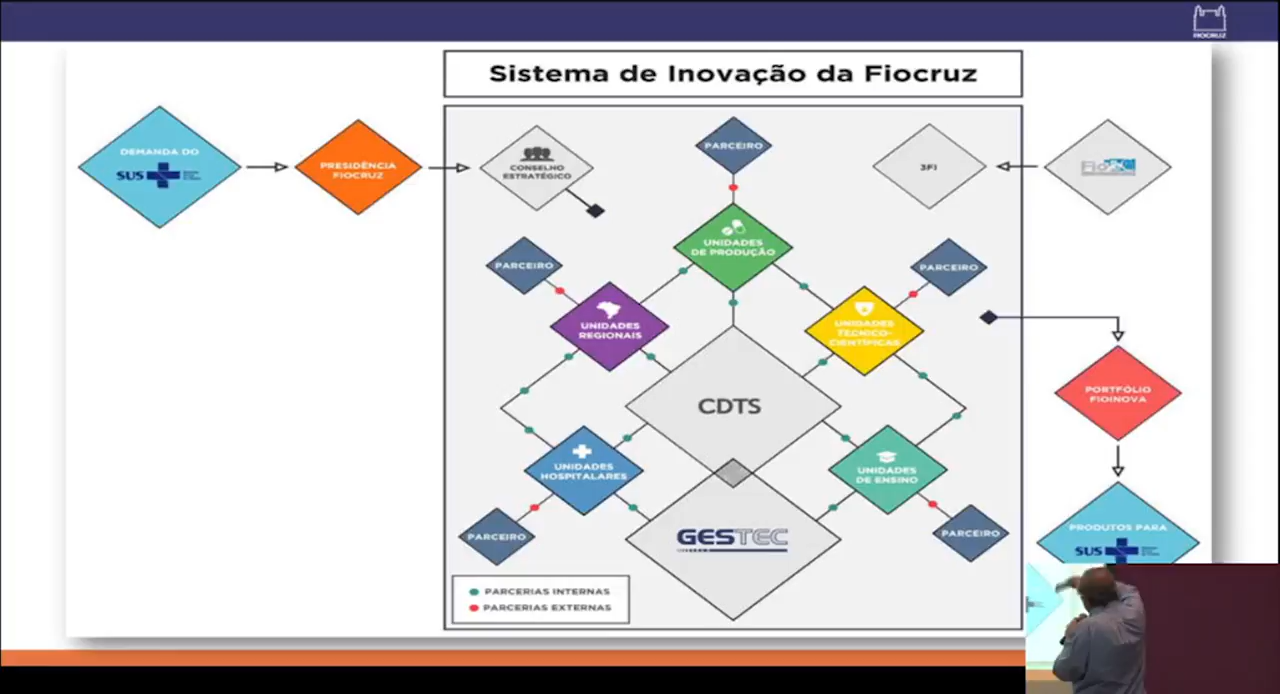 FIOCRUZ
Sistema de Inovação da Fiocruz
DEMANDA DO
SUS
PRESIDÊNCIA
FIOCRUZ
CONSELHO
ESTRATÉGICO
PARCEIRO
3FI
PARCEIRO
UNIDADES
DE PRODUÇÃO
PARCEIRO
UNIDADES
REGIONAIS
UNIDADES
TÉCNICO-
CIENTÍFICAS
PORTFÓLIO
FIOINOVA
CDTS
UNIDADES
HOSPITALARES
UNIDADES
DE ENSINO
PARCEIRO
GESTEC
PARCEIRO
PRODUTOS PARA
SUS
PARCERIAS INTERNAS
PARCERIAS EXTERNAS